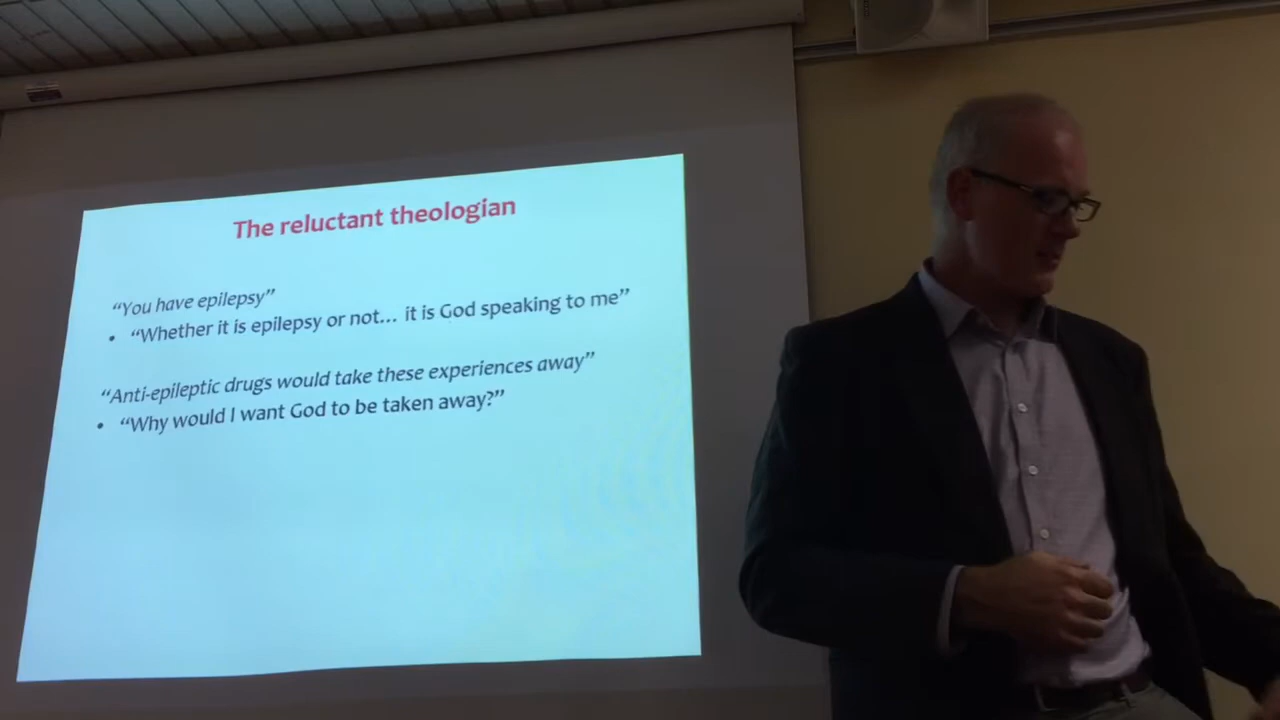 The reluctant theologian
“You have epilepsy”
• “Whether it is epilepsy or not... it is God speaking to me”
“Anti-epileptic drugs would take these experiences away”
• “Why would I want God to be taken away?”